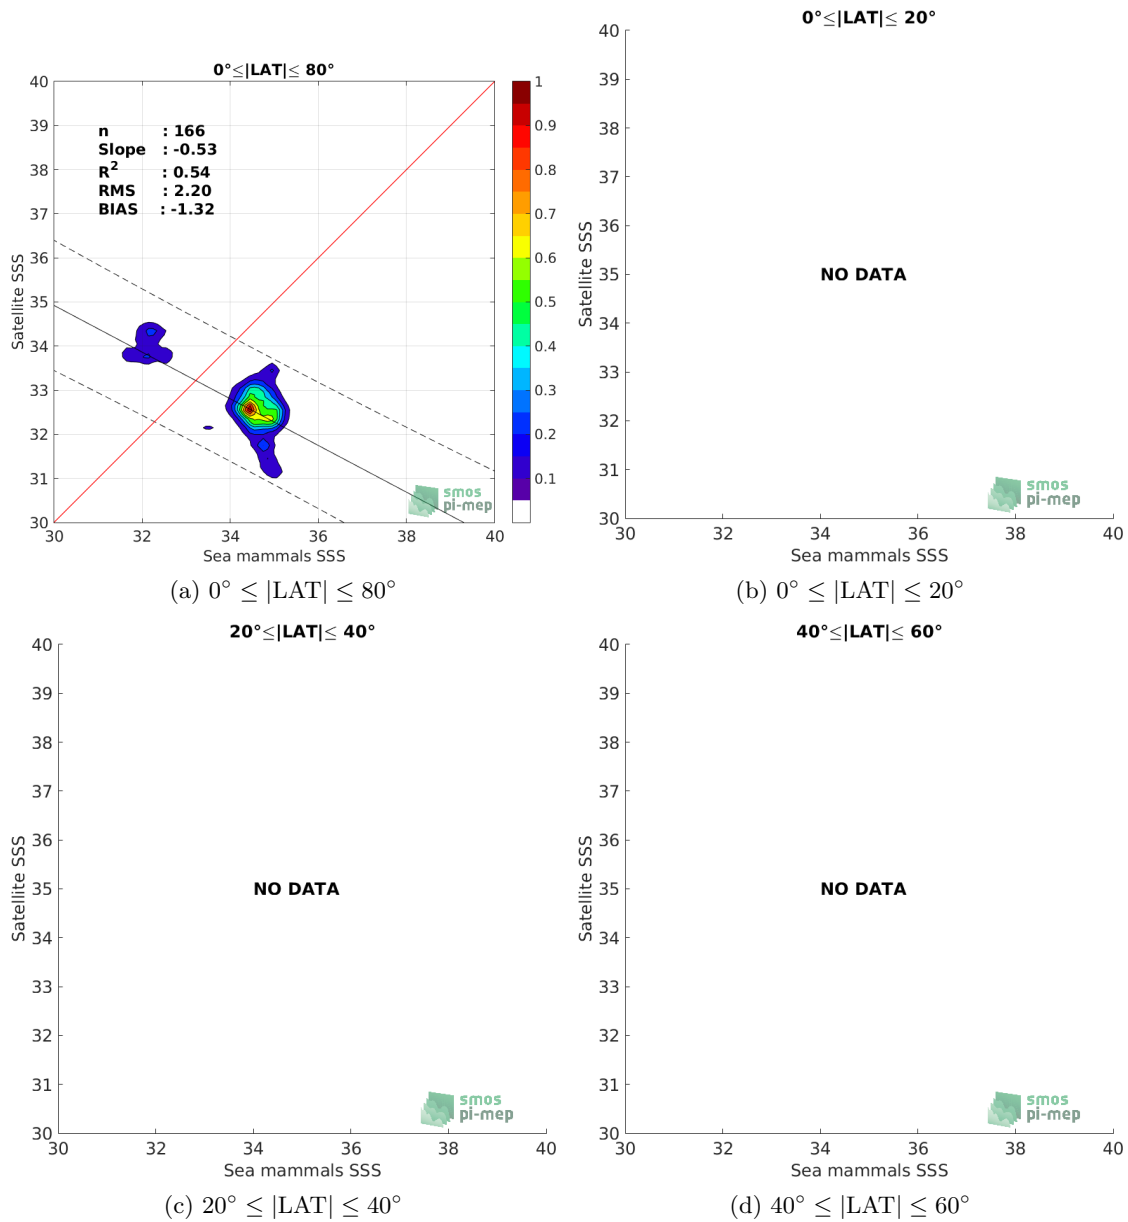 0°≤|LAT|≤ 80°
40
39
38
37
36
35
34
33
32
31
30
Satellite SSS
n : 166
Slope : -0.53
R2 : 0.54
RMS : 2.20
BIAS : -1.32
1
0.9
0.8
0.7
0.6
0.5
0.4
0.3
0.2
0.1
smos
pi-mep
30 32 34 36 38 40
Sea mammals SSS
(a) 0° ≤ |LAT| ≤ 80°
0°≤|LAT|≤ 20°
40
39
38
37
36
35
34
33
32
31
30
Satellite SSS
NO DATA
smos
pi-mep
30 32 34 36 38 40
Sea mammals SSS
(b) 0° ≤ |LAT| ≤ 20°
20°≤|LAT|≤ 40°
40
39
38
37
36
35
34
33
32
31
30
Satellite SSS
NO DATA
smos
pi-mep
30 32 34 36 38 40
Sea mammals SSS
(c) 20° ≤ |LAT| ≤ 40°
40°≤|LAT|≤ 60°
40
39
38
37
36
35
34
33
32
31
30
Satellite SSS
NO DATA
smos
pi-mep
30 32 34 36 38 40
Sea mammals SSS
(d) 40° ≤ |LAT| ≤ 60°